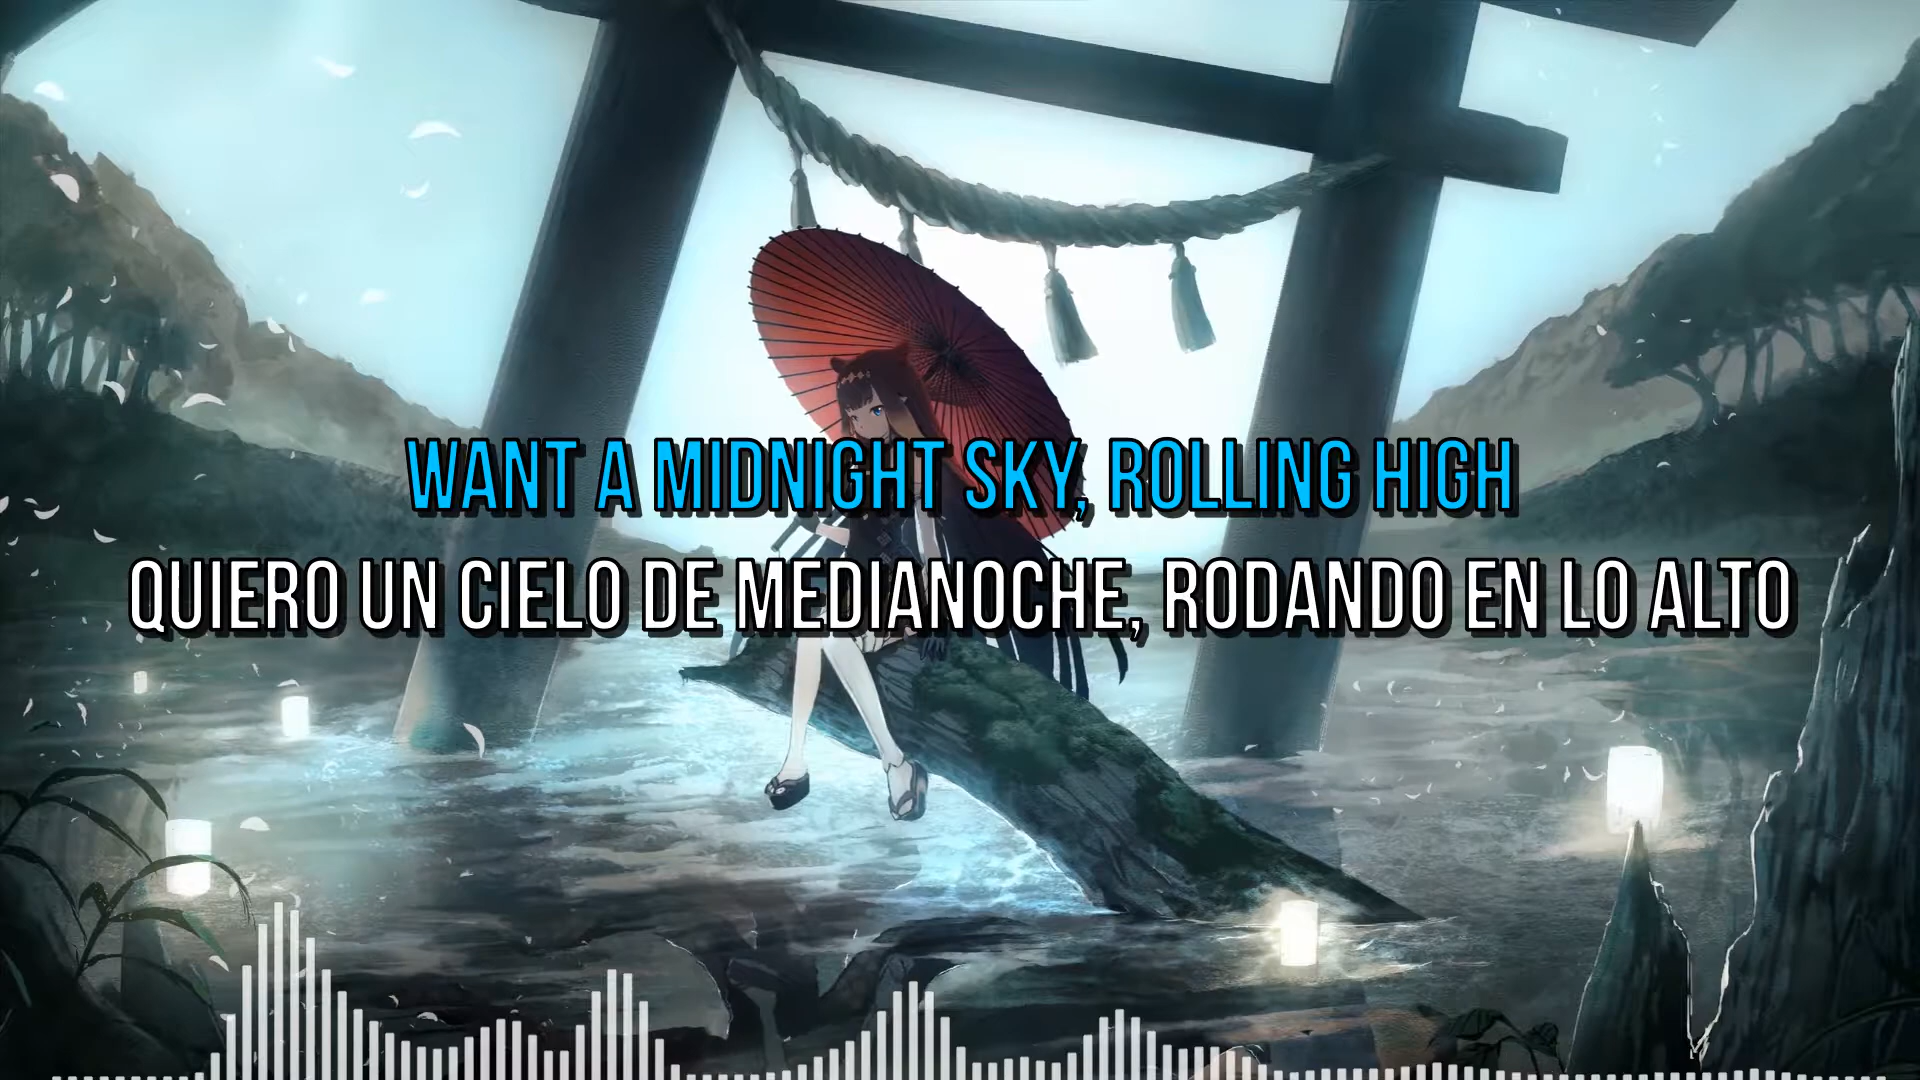 WANT A MIDNIGHT SKY, ROLLING HIGH
QUIERO UN CIELO DE MEDIANOCHE, RODANDO EN LO ALTO